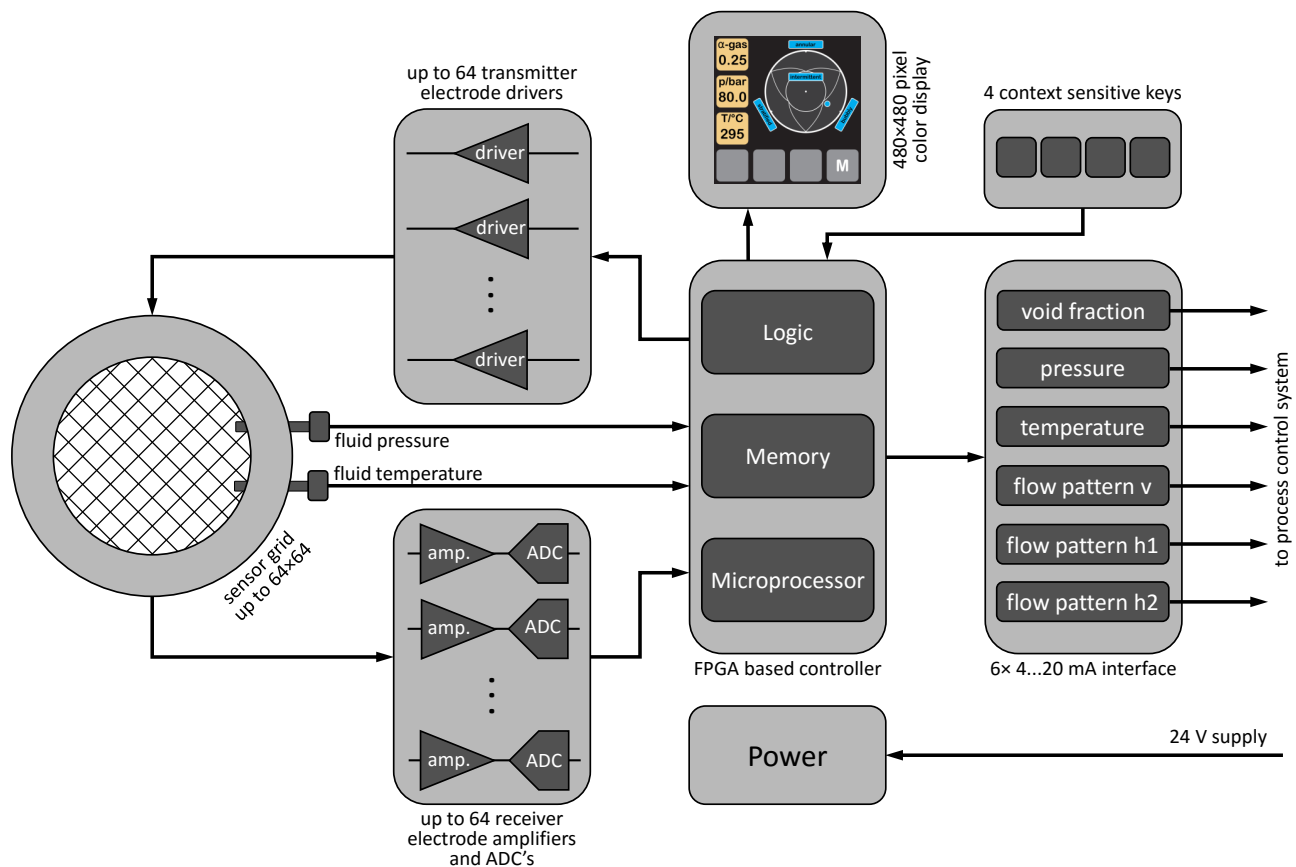 up to 64 transmitter
electrode drivers
driver
driver
driver
α-gas
0.25
p/bar
80.0
T/°C
295
annular
intermittent
M
480×480 pixel
color display
4 context sensitive keys
fluid pressure
fluid temperature
sensor grid
up to 64×64
amp.
ADC
amp.
ADC
amp.
ADC
up to 64 receiver
electrode amplifiers
and ADC's
Logic
Memory
Microprocessor
FPGA based controller
void fraction
pressure
temperature
flow pattern v
flow pattern h1
flow pattern h2
6× 4...20 mA interface
to process control system
Power
24 V supply